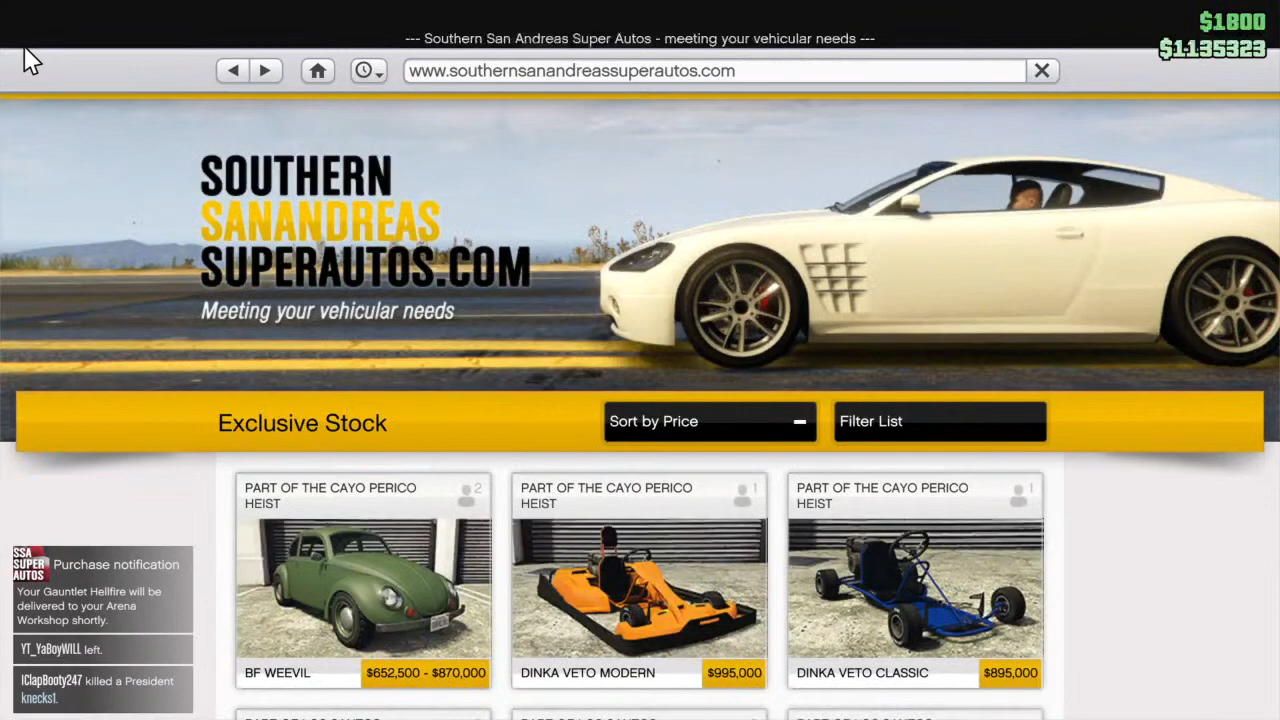 $1800
--- Southern San Andreas Super Autos - meeting your vehicular needs ---
$1135323
www.southernsanandreassuperautos.com
SOUTHERN
SANANDREAS
SUPERAUTOS.COM
Meeting your vehicular needs
Exclusive Stock
Sort by Price
Filter List
PART OF THE CAYO PERICO
HEIST
2
BF WEEVIL
$652,500 - $870,000
PART OF THE CAYO PERICO
HEIST
1
DINKA VETO MODERN
$995,000
PART OF THE CAYO PERICO
HEIST
1
DINKA VETO CLASSIC
$895,000
SSA
SUPER
AUTOS
Purchase notification
Your Gauntlet Hellfire will be
delivered to your Arena
Workshop shortly.
YT_YaBoyWILL left.
IClapBooty247 killed a President
knecks1.